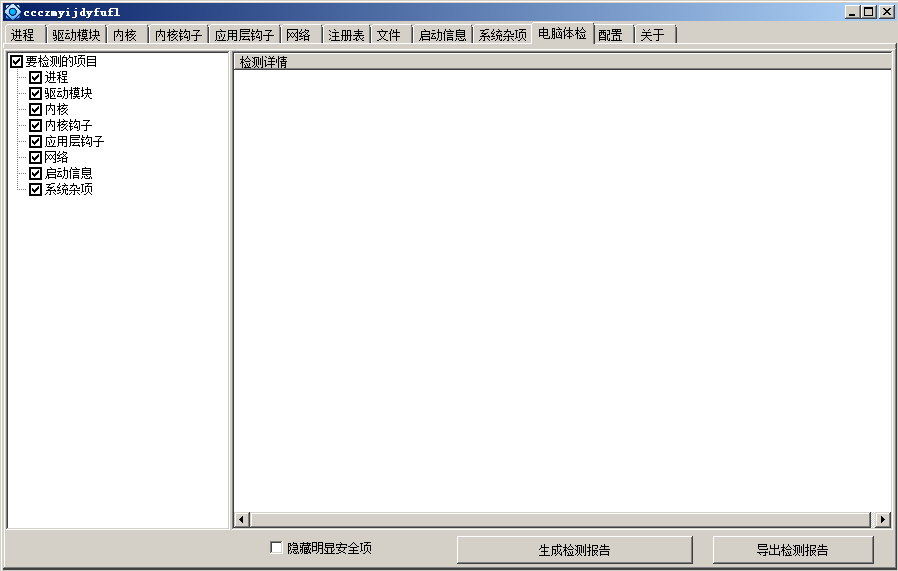 ccczmyijdyfufl
进程 驱动模块 内核 内核钩子 应用层钩子 网络 注册表 文件 启动信息 系统杂项 电脑体检 配置 关于
要检测的项目
进程
驱动模块
内核
内核钩子
应用层钩子
网络
启动信息
系统杂项
检测详情
隐藏明显安全项
生成检测报告
导出检测报告